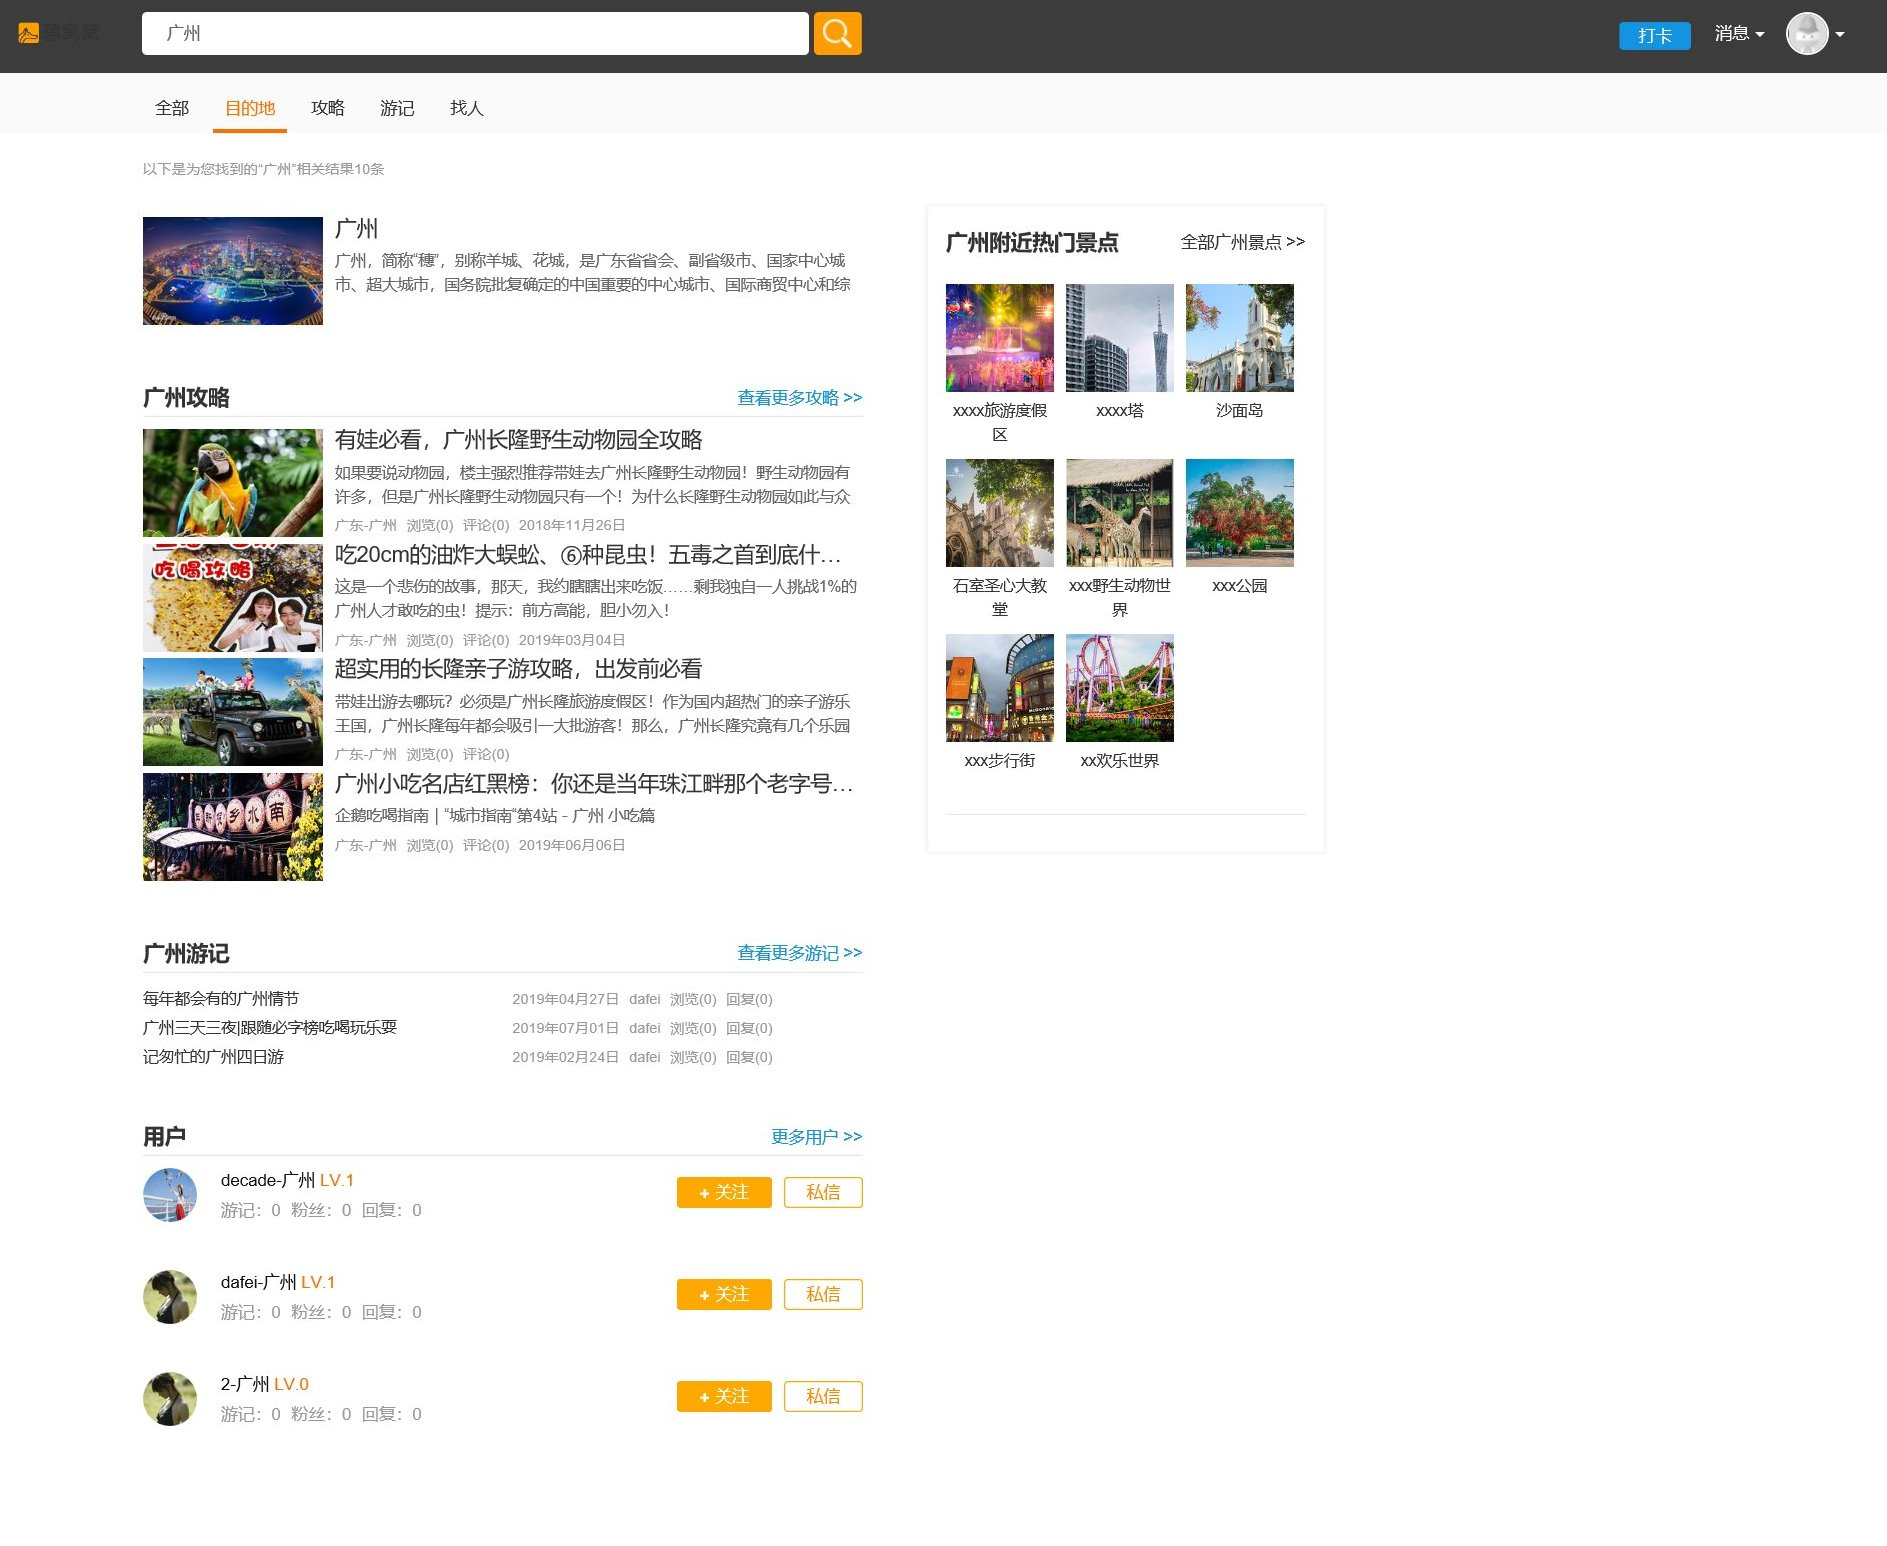 广州
打卡
消息
全部
目的地
攻略
游记
找人
以下是为您找到的“广州”相关结果10条
广州
广州，简称“穗”，别称羊城、花城，是广东省省会、副省级市、国家中心城
市、超大城市，国务院批复确定的中国重要的中心城市、国际商贸中心和综
广州攻略
查看更多攻略 >>
有娃必看，广州长隆野生动物园全攻略
如果要说动物园，楼主强烈推荐带娃去广州长隆野生动物园！野生动物园有
许多，但是广州长隆野生动物园只有一个！为什么长隆野生动物园如此与众
广东-广州 浏览(0) 评论(0) 2018年11月26日
吃喝攻略
吃20cm的油炸大蜈蚣、⑥种昆虫！五毒之首到底什…
这是一个悲伤的故事，那天，我约瞎瞎出来吃饭……剩我独自一人挑战1%的
广州人才敢吃的虫！提示：前方高能，胆小勿入！
广东-广州 浏览(0) 评论(0) 2019年03月04日
超实用的长隆亲子游攻略，出发前必看
带娃出游去哪玩？必须是广州长隆旅游度假区！作为国内超热门的亲子游乐
王国，广州长隆每年都会吸引一大批游客！那么，广州长隆究竟有几个乐园
广东-广州 浏览(0) 评论(0)
乡水南
广州小吃名店红黑榜：你还是当年珠江畔那个老字号…
企鹅吃喝指南 | “城市指南“第4站 - 广州 小吃篇
广东-广州 浏览(0) 评论(0) 2019年06月06日
广州游记
查看更多游记 >>
每年都会有的广州情节 2019年04月27日 dafei 浏览(0) 回复(0)
广州三天三夜|跟随必字榜吃喝玩乐耍 2019年07月01日 dafei 浏览(0) 回复(0)
记匆忙的广州四日游 2019年02月24日 dafei 浏览(0) 回复(0)
用户
更多用户 >>
decade-广州 LV.1
游记：0 粉丝：0 回复：0
+ 关注
私信
dafei-广州 LV.1
游记：0 粉丝：0 回复：0
+ 关注
私信
2-广州 LV.0
游记：0 粉丝：0 回复：0
+ 关注
私信
广州附近热门景点
全部广州景点 >>
xxxx旅游度假
区
xxxx塔
沙面岛
石室圣心大教
堂
xxx野生动物世
界
xxx公园
xxx步行街
xx欢乐世界